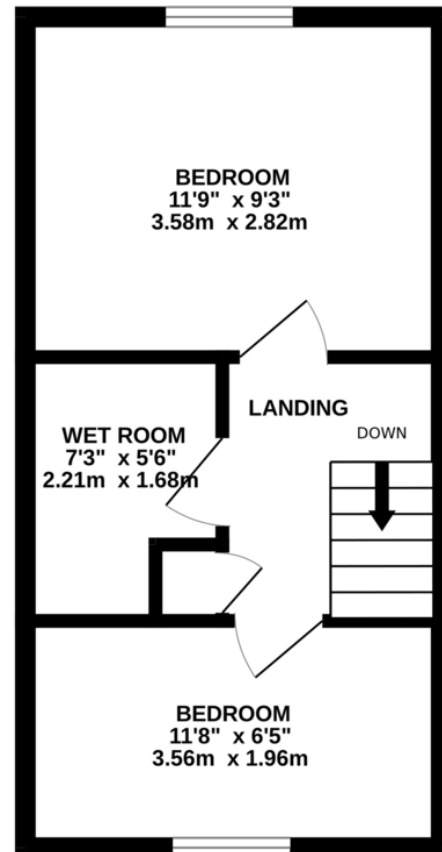 BEDROOM
11'9" x 9'3"
3.58m x 2.82m
LANDING
DOWN
WET ROOM
7'3" x 5'6"
2.21m x 1.68m
BEDROOM
11'8" x 6'5"
3.56m x 1.96m